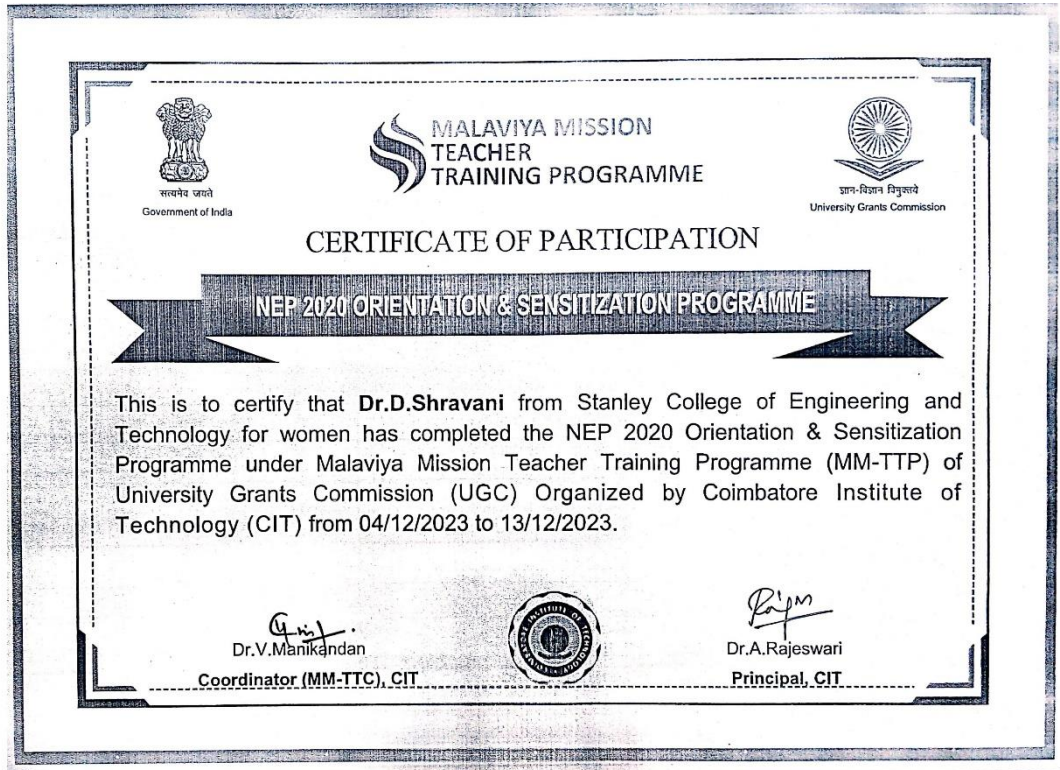 सत्यमेव जयते
Government of India
MALAVIYA MISSION
TEACHER
TRAINING PROGRAMME
ज्ञान-विज्ञान विमुक्तये
University Grants Commission
CERTIFICATE OF PARTICIPATION
NEP 2020 ORIENTATION & SENSITIZATION PROGRAMME
This is to certify that Dr.D.Shravani from Stanley College of Engineering and
Technology for women has completed the NEP 2020 Orientation & Sensitization
Programme under Malaviya Mission Teacher Training Programme (MM-TTP) of
University Grants Commission (UGC) Organized by Coimbatore Institute of
Technology (CIT) from 04/12/2023 to 13/12/2023.
Dr.V.Manikandan
Coordinator (MM-TTC), CIT
COIMBATORE INSTITUTE OF TECHNOLOGY
Dr.A.Rajeswari
Principal, CIT